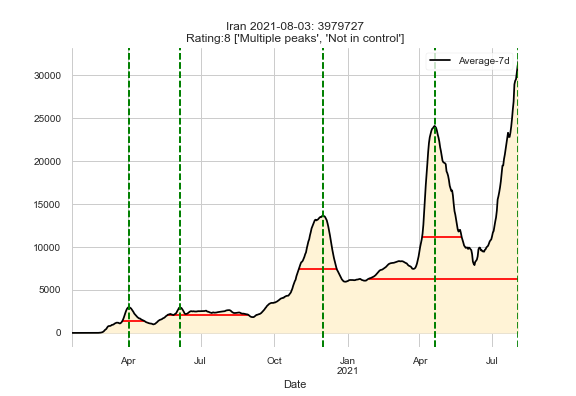 Iran 2021-08-03: 3979727
Rating:8 ['Multiple peaks', 'Not in control']
Average-7d
30000
25000
20000
15000
10000
5000
0
Apr Jul Oct Jan Apr Jul
2021
Date